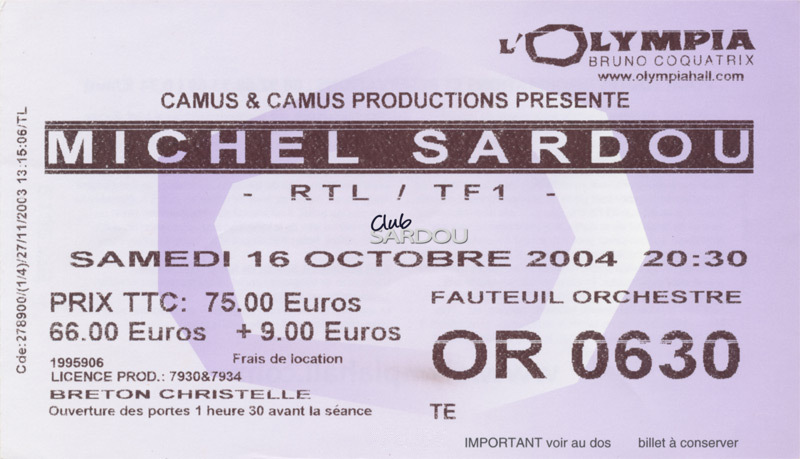 L'OLYMPIA
BRUNO COQUATRIX
www.olympiahall.com
CAMUS & CAMUS PRODUCTIONS PRESENTE
MICHEL SARDOU
- RTL / TF1 -
Club
SARDOU
SAMEDI 16 OCTOBRE 2004 20:30
PRIX TTC: 75.00 Euros
66.00 Euros + 9.00 Euros
Frais de location
1995906
LICENCE PROD.: 7930&7934
BRETON CHRISTELLE
Ouverture des portes 1 heure 30 avant la séance
FAUTEUIL ORCHESTRE
OR 0630
TE
IMPORTANT voir au dos billet à conserver
Cde:278900/(1/4)/27/11/2003 13:15:06/TL